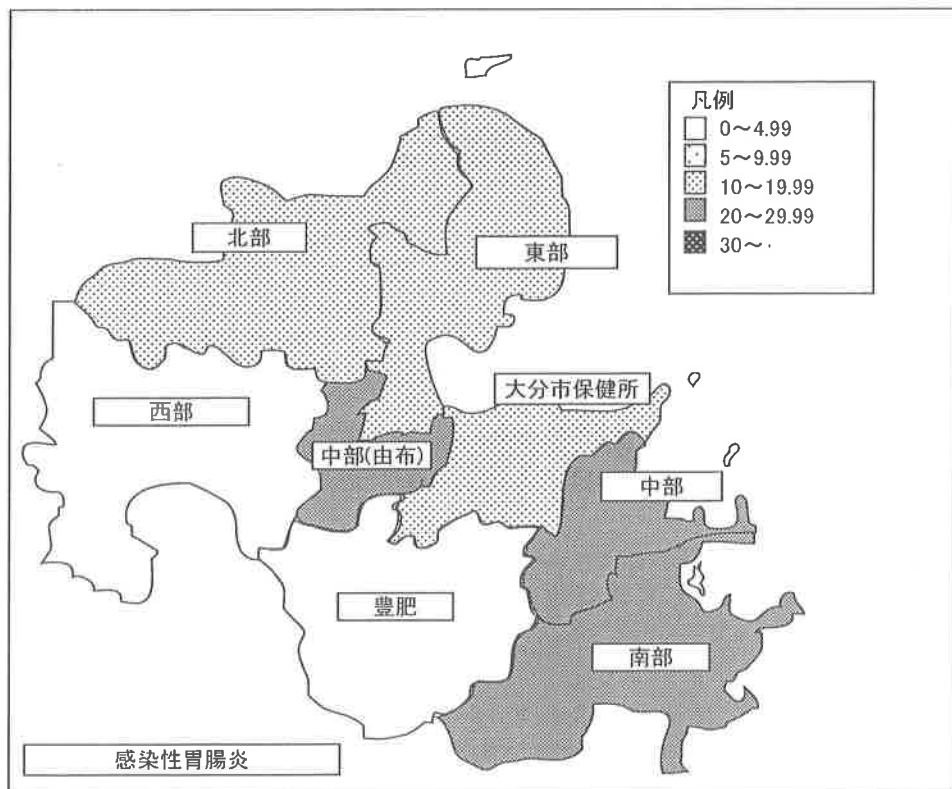 凡例
0～4.99
5～9.99
10～19.99
20～29.99
30～
北部
東部
大分市保健所
西部
中部(由布)
中部
豊肥
南部
感染性胃腸炎